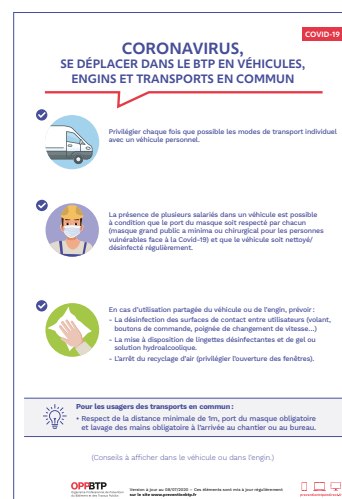 COVID-19
CORONAVIRUS,
SE DÉPLACER DANS LE BTP EN VÉHICULES,
ENGINS ET TRANSPORTS EN COMMUN
Privilégier chaque fois que possible les modes de transport individuel
avec un véhicule personnel.
La présence de plusieurs salariés dans un véhicule est possible
à condition que le port du masque soit respecté par chacun
(masque grand public a minima ou chirurgical pour les personnes
vulnérables face à la Covid-19) et que le véhicule soit nettoyé/
désinfecté régulièrement.
En cas d'utilisation partagée du véhicule ou de l'engin, prévoir :
- La désinfection des surfaces de contact entre utilisateurs (volant,
boutons de commande, poignée de changement de vitesse...)
- La mise à disposition de lingettes désinfectantes et de gel ou
solution hydroalcoolique.
- L'arrêt du recyclage d'air (privilégier l'ouverture des fenêtres).
Pour les usagers des transports en commun :
• Respect de la distance minimale de 1m, port du masque obligatoire
et lavage des mains obligatoire à l'arrivée au chantier ou au bureau.
(Conseils à afficher dans le véhicule ou dans l'engin.)
OPPBTP
Version à jour au 08/07/2020 – Ces éléments sont mis à jour régulièrement
sur le site www.preventionbtp.fr